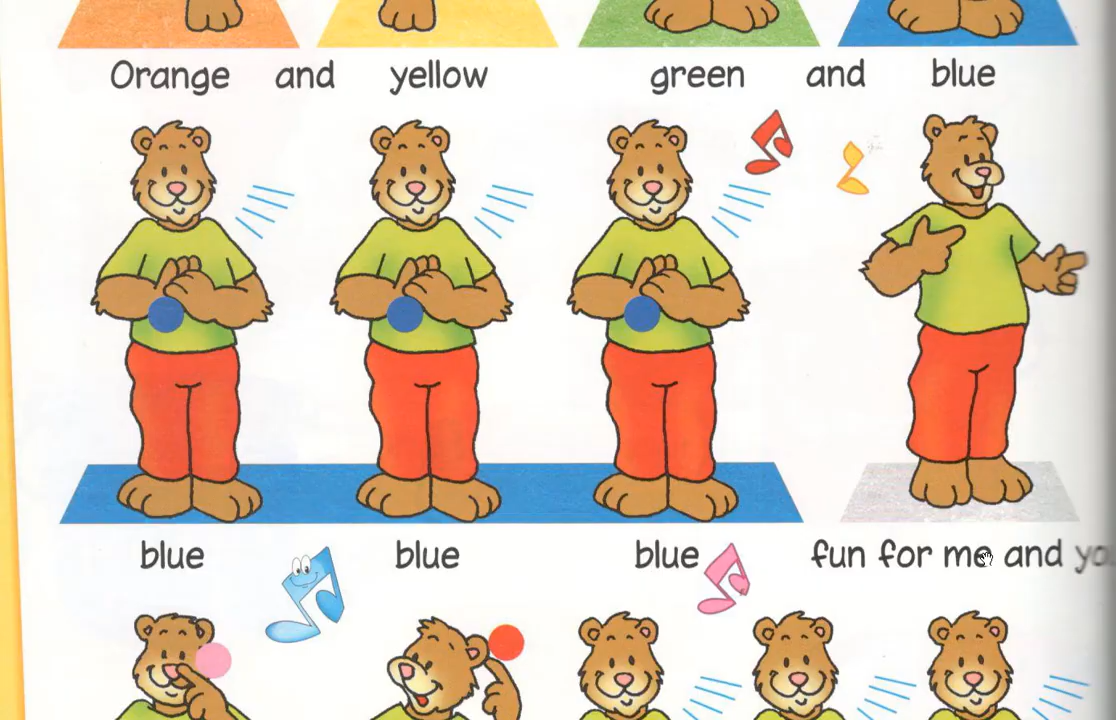 Orange and yellow green and blue
blue blue blue fun for me and